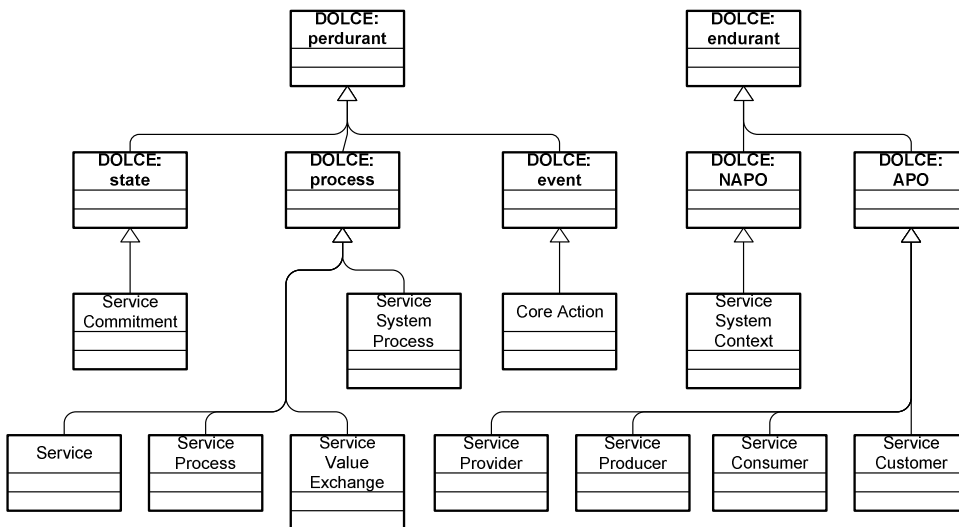 DOLCE:
perdurant
DOLCE:
endurant
DOLCE:
state
DOLCE:
process
DOLCE:
event
DOLCE:
NAPO
DOLCE:
APO
Service
Commitment
Service
System
Process
Core Action
Service
System
Context
Service
Service
Process
Service
Value
Exchange
Service
Provider
Service
Producer
Service
Consumer
Service
Customer